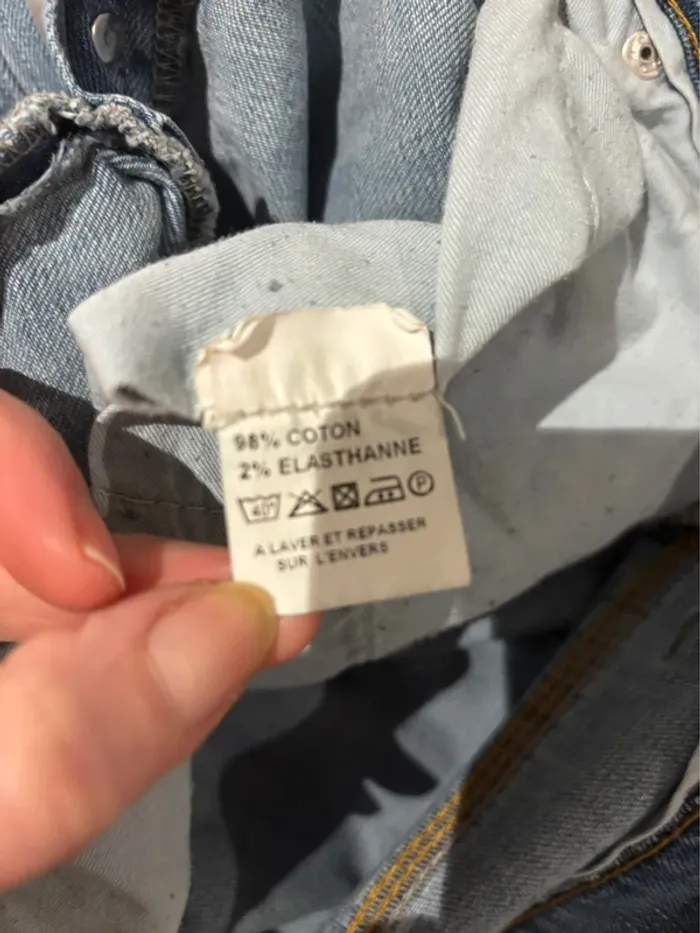 98% COTON
2% ELASTHANNE
40° P
A LAVER ET REPASSER
SUR L'ENVERS